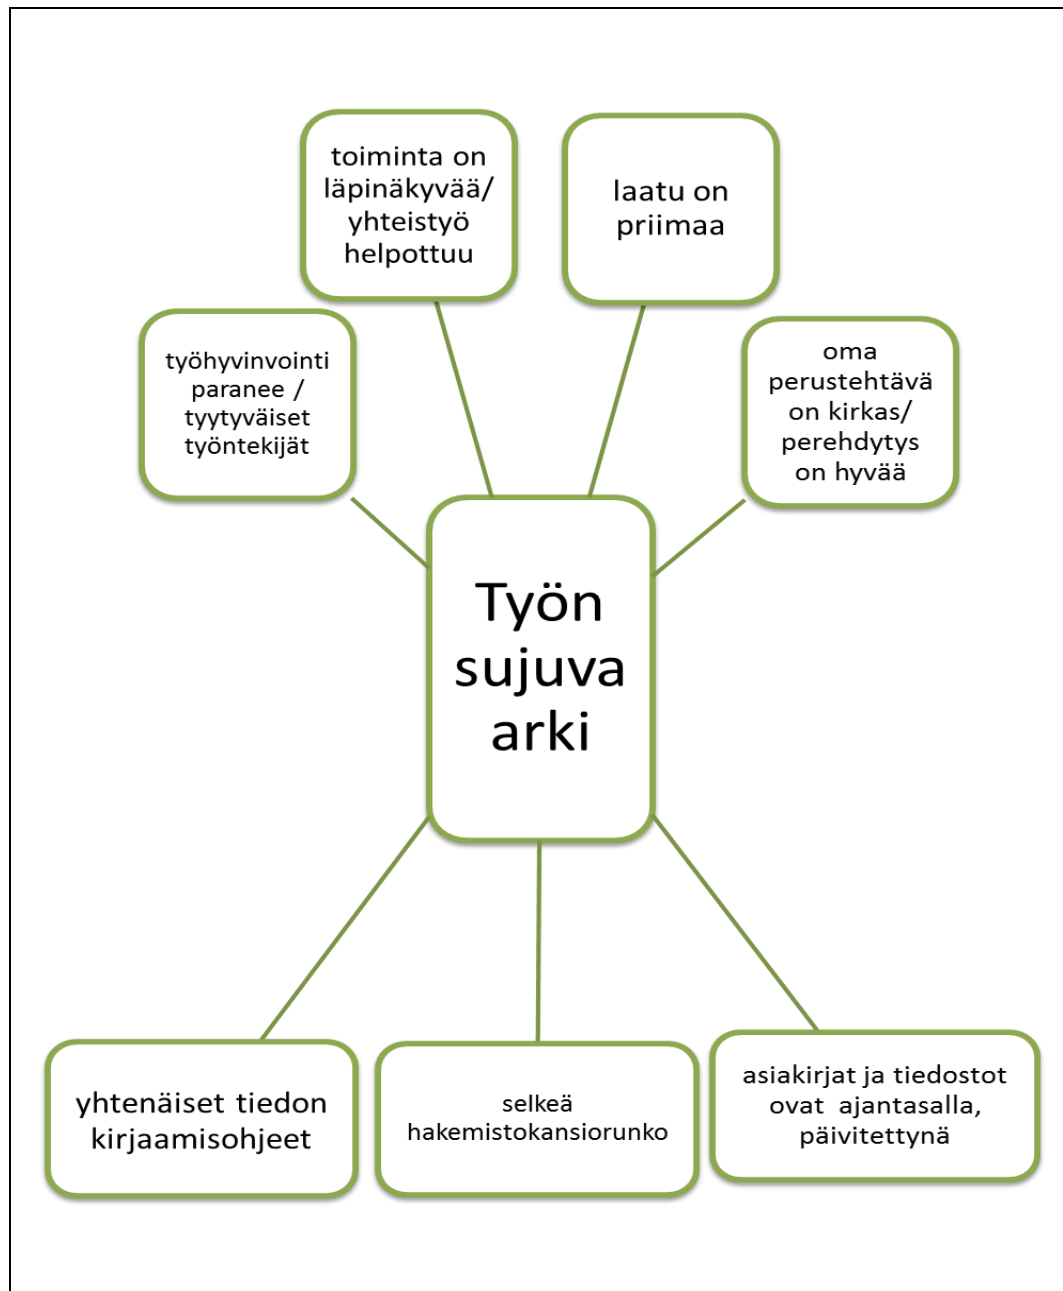 toiminta on
läpinäkyvää/
yhteistyö
helpottuu
laatu on
priimaa
työhyvinvointi
paranee /
tyytyväiset
työntekijät
oma
perustehtävä
on kirkas/
perehdytys
on hyvää
Työn
sujuva
arki
yhtenäiset tiedon
kirjaamisohjeet
selkeä
hakemistokansiorunko
asiakirjat ja tiedostot
ovat  ajantasalla,
päivitettynä